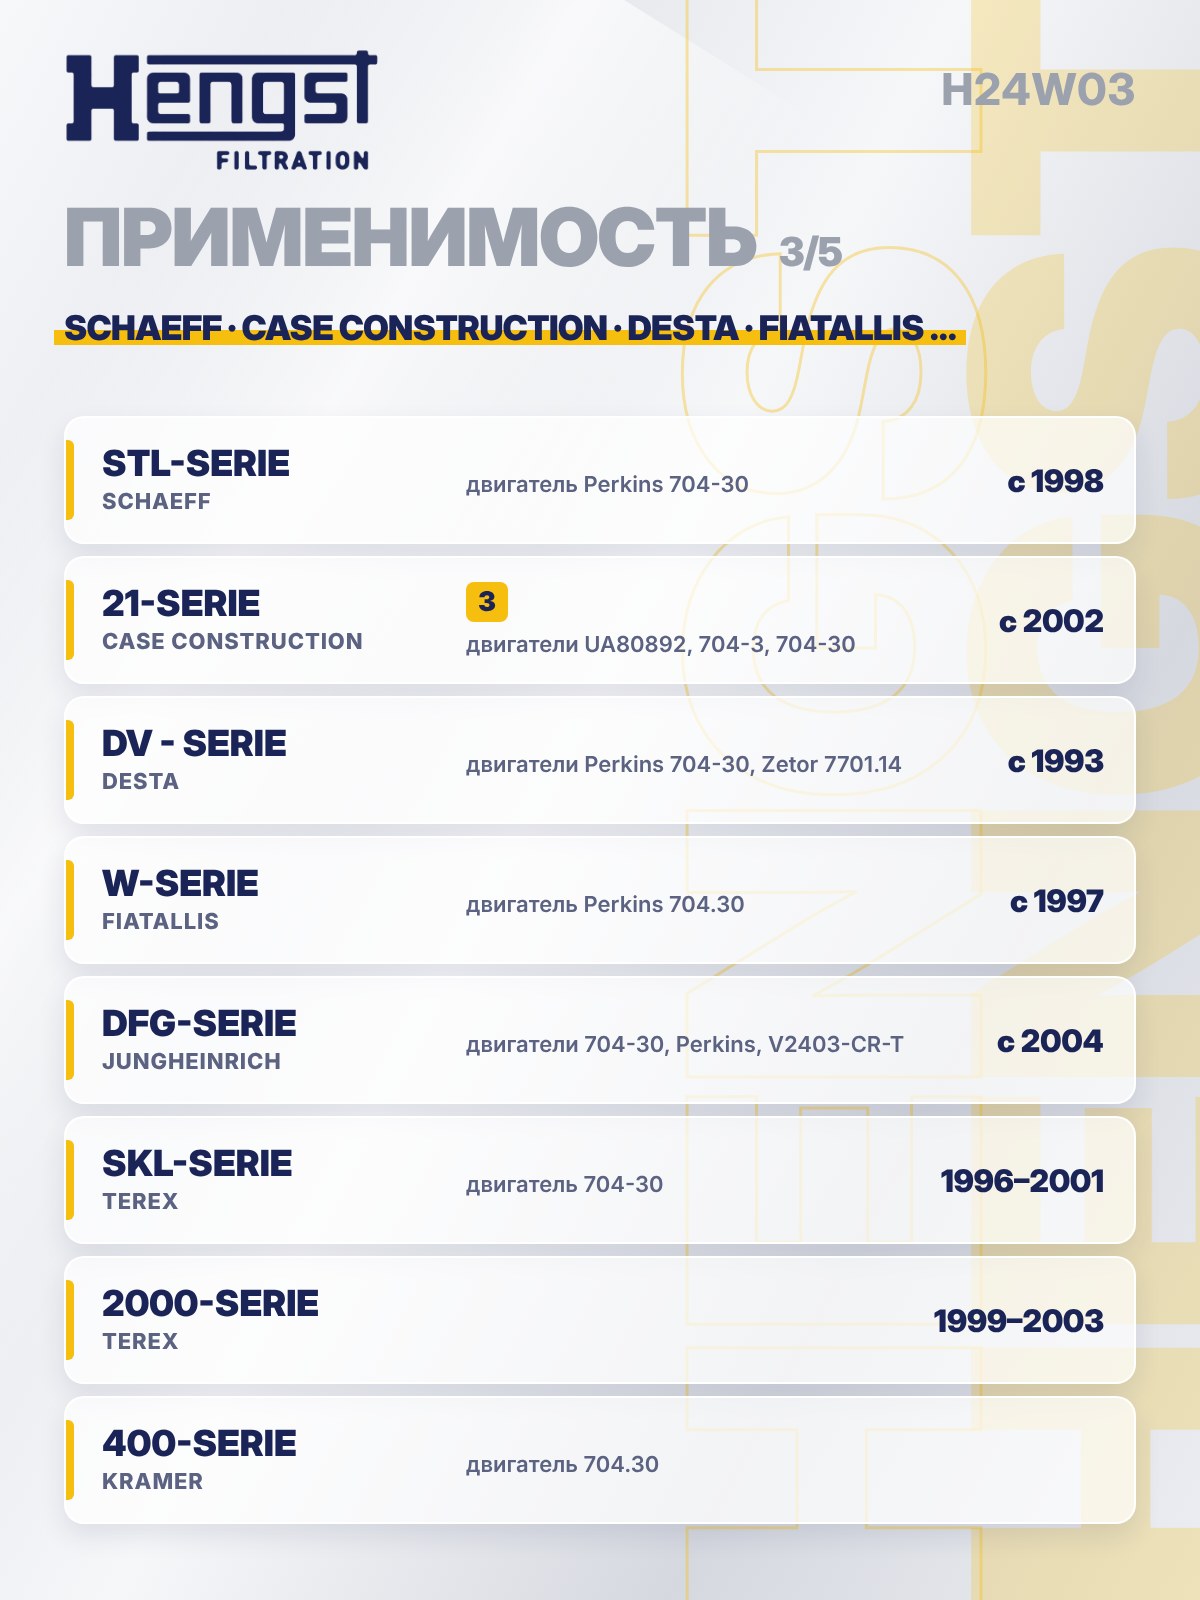 Hengst
FILTRATION
H24W03
ПРИМЕНИМОСТЬ 3/5
SCHAEFF · CASE CONSTRUCTION · DESTA · FIATALLIS ...
STL-SERIE
SCHAEFF
двигатель Perkins 704-30
с 1998
21-SERIE
CASE CONSTRUCTION
3
двигатели UA80892, 704-3, 704-30
с 2002
DV - SERIE
DESTA
двигатели Perkins 704-30, Zetor 7701.14
с 1993
W-SERIE
FIATALLIS
двигатель Perkins 704.30
с 1997
DFG-SERIE
JUNGHEINRICH
двигатели 704-30, Perkins, V2403-CR-T
с 2004
SKL-SERIE
TEREX
двигатель 704-30
1996–2001
2000-SERIE
TEREX
1999–2003
400-SERIE
KRAMER
двигатель 704.30
HENGST
HENGST